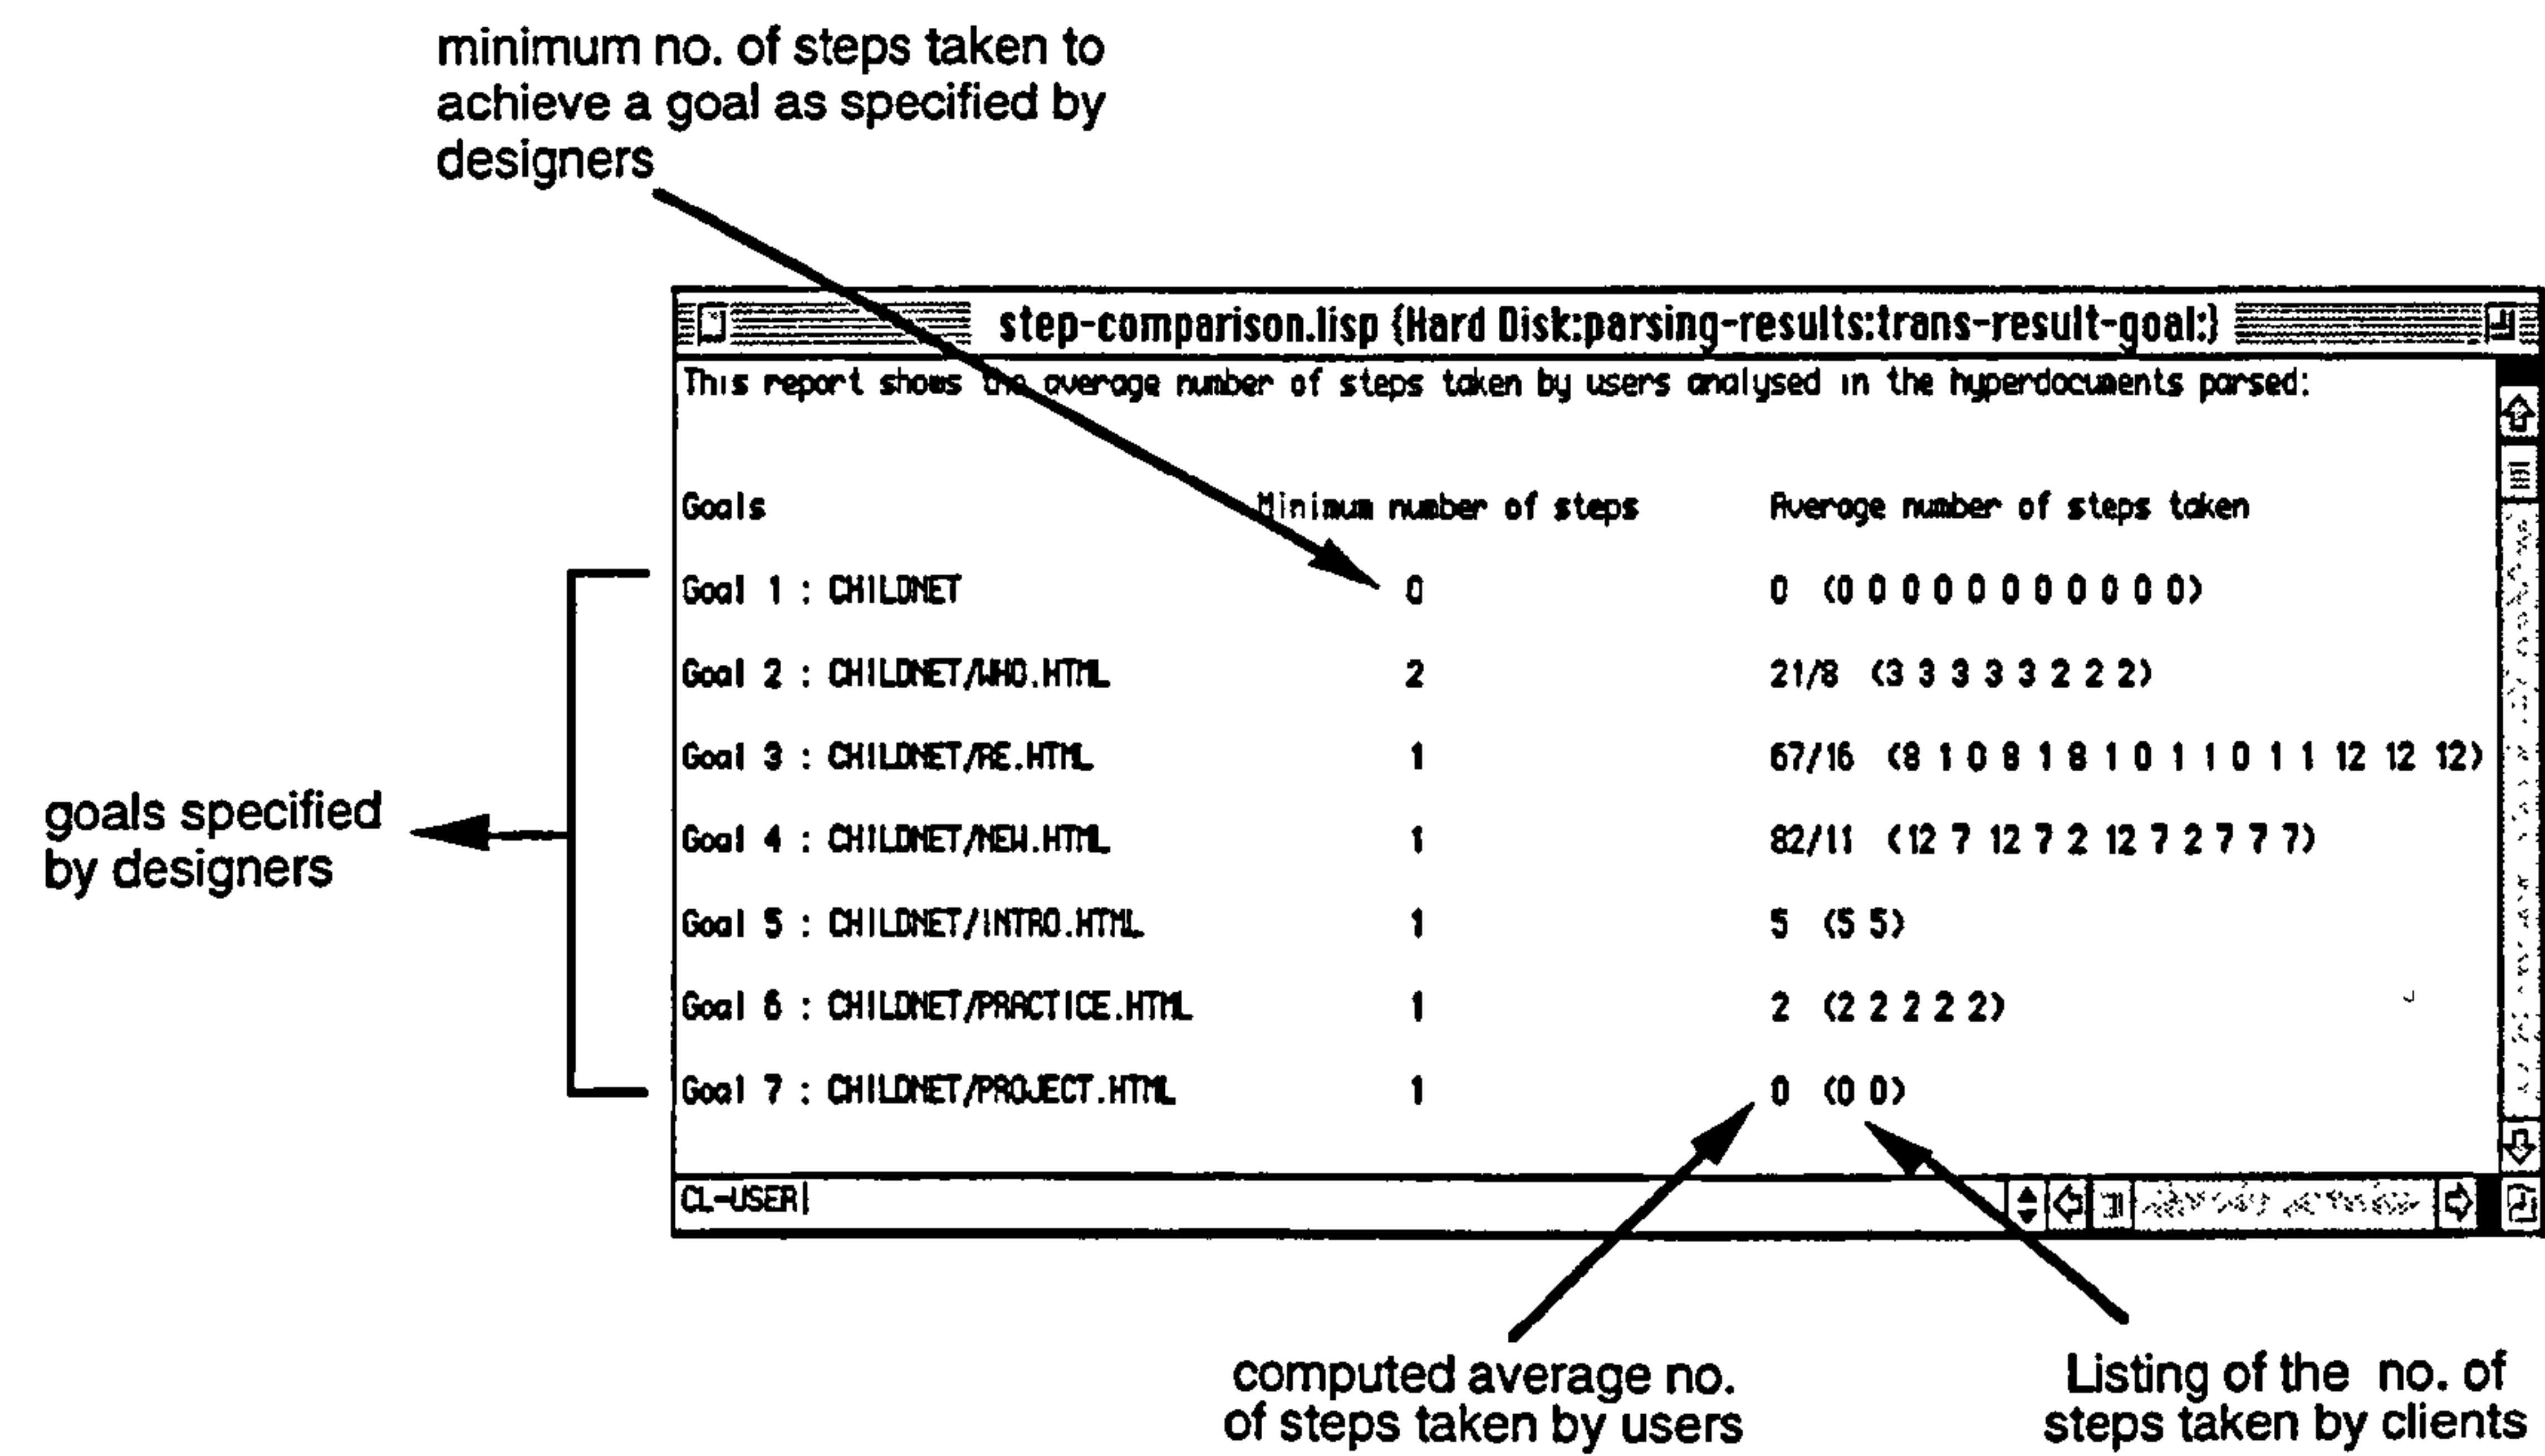 minimum no. of steps taken to
achieve a goal as specified by
designers
step-comparison.lisp {Hard Disk:parsing-results:trans-result-goal:}
This report shows the average number of steps taken by users analysed in the hyperdocuments parsed:
Goals Minimum number of steps Average number of steps taken
Goal 1 : CHILDNET 0 0 (0 0 0 0 0 0 0 0 0 0 0)
Goal 2 : CHILDNET/WHO.HTML 2 21/8 (3 3 3 3 3 2 2 2)
Goal 3 : CHILDNET/RE.HTML 1 67/16 (8 1 0 8 1 8 1 0 1 1 0 1 1 12 12 12)
Goal 4 : CHILDNET/NEW.HTML 1 82/11 (12 7 12 7 2 12 7 2 7 7 7)
Goal 5 : CHILDNET/INTRO.HTML 1 5 (5 5)
Goal 6 : CHILDNET/PRACTICE.HTML 1 2 (2 2 2 2 2)
Goal 7 : CHILDNET/PROJECT.HTML 1 0 (0 0)
CL-USER
goals specified
by designers
computed average no.
of steps taken by users
Listing of the no. of
steps taken by clients